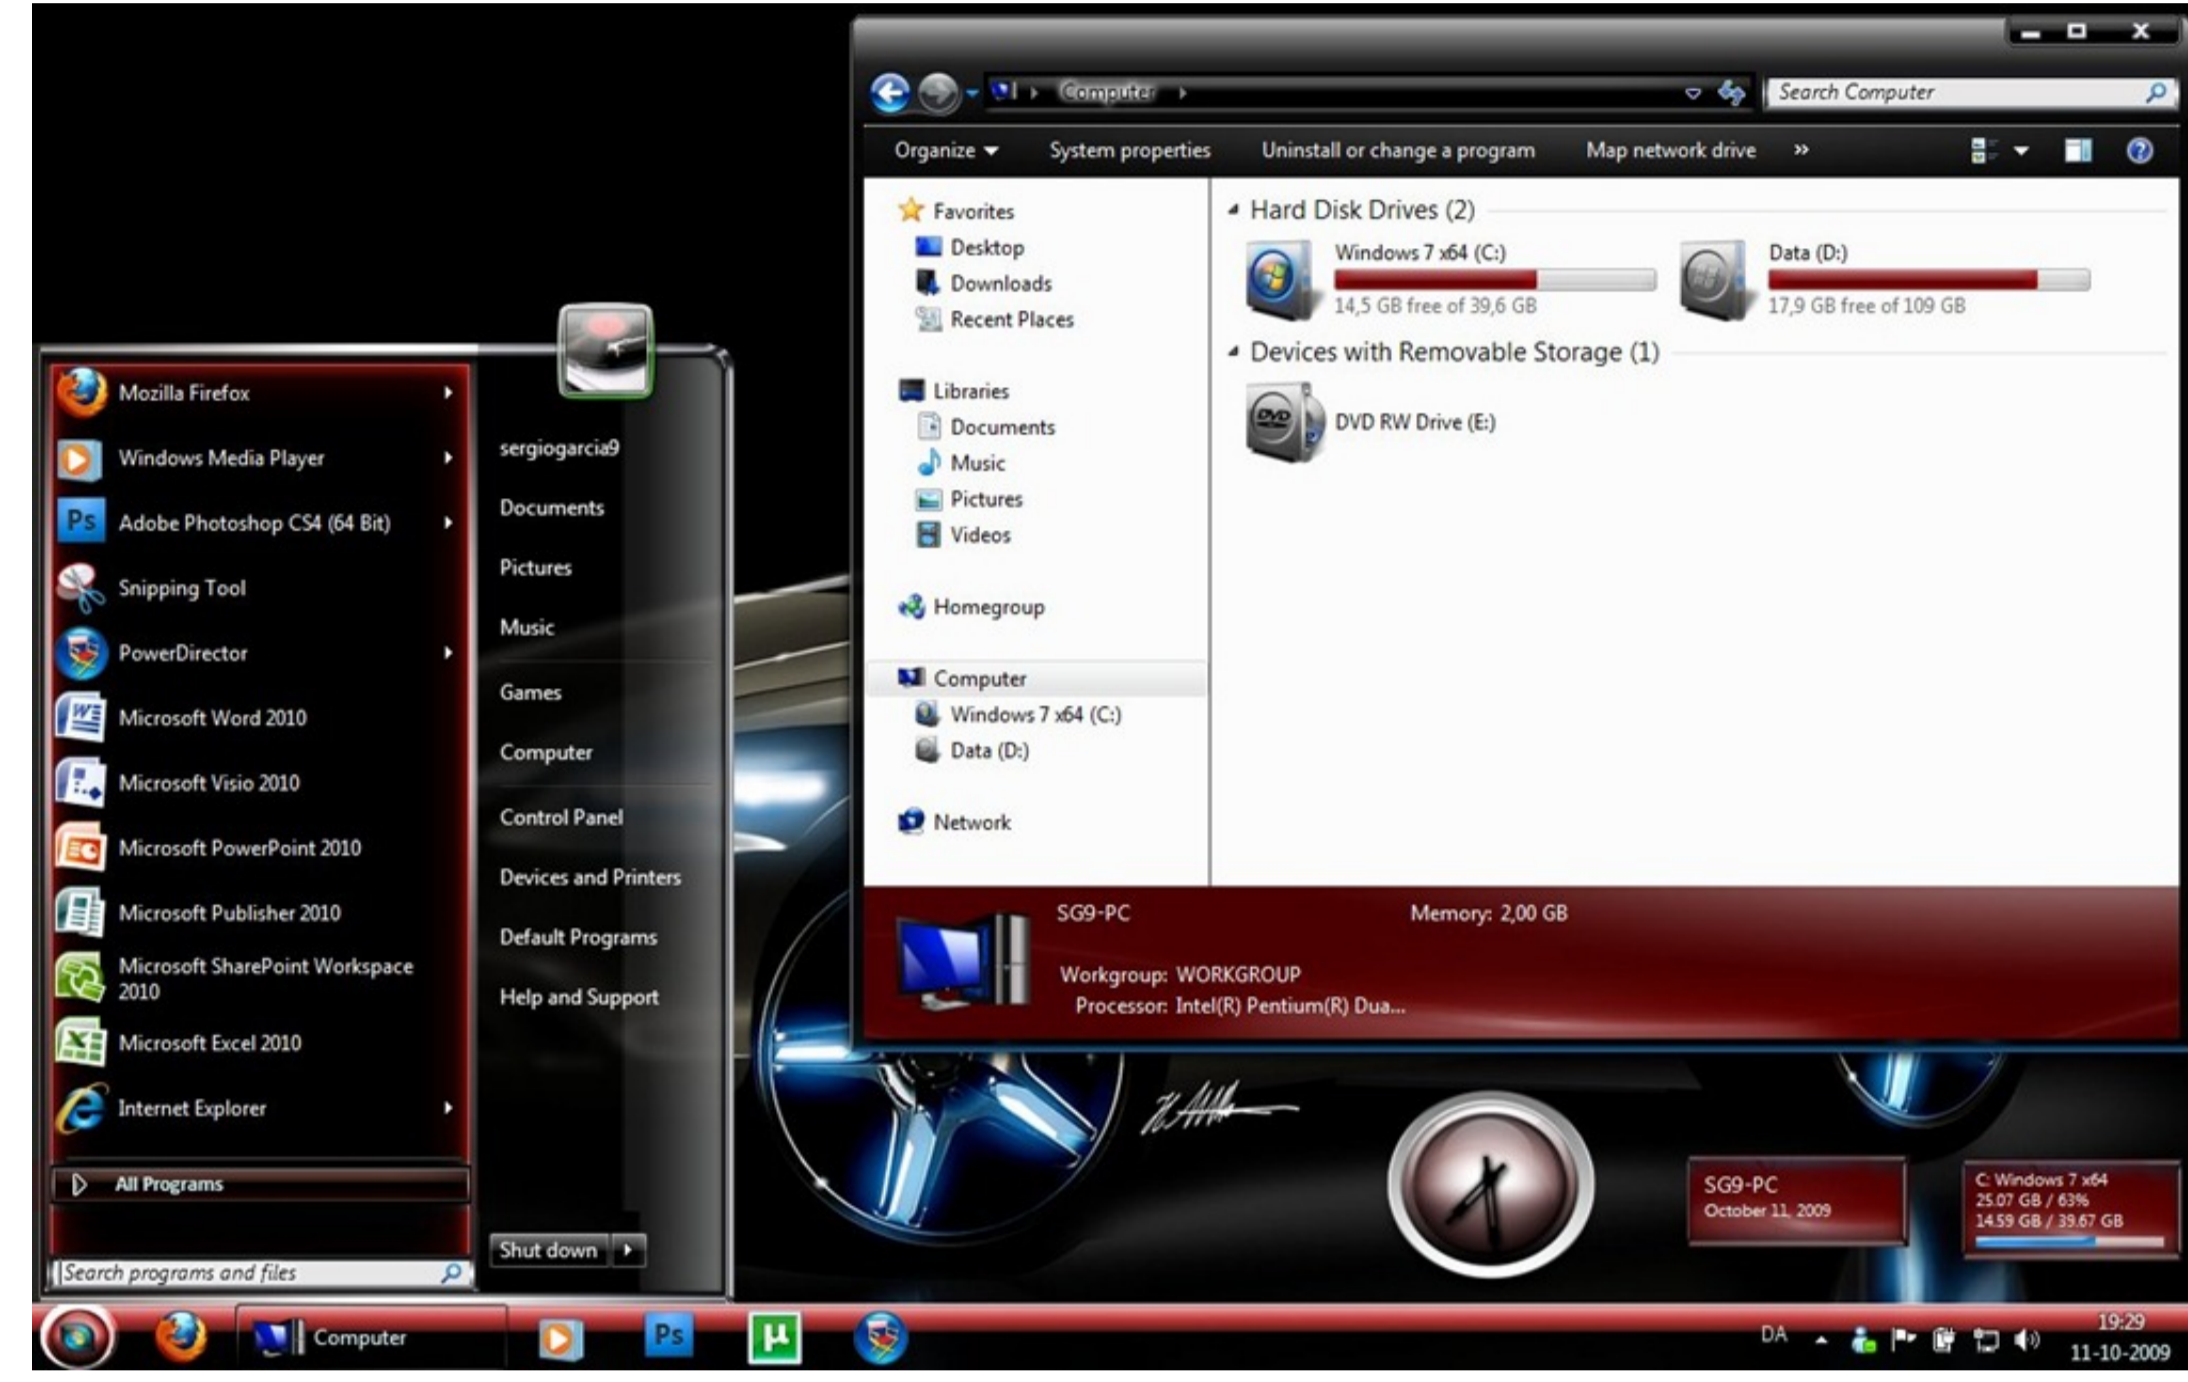 Computer
Search Computer
Organize
System properties
Uninstall or change a program
Map network drive
»
Favorites
Desktop
Downloads
Recent Places
Libraries
Documents
Music
Pictures
Videos
Homegroup
Computer
Windows 7 x64 (C:)
Data (D:)
Network
Hard Disk Drives (2)
Windows 7 x64 (C:)
14,5 GB free of 39,6 GB
Data (D:)
17,9 GB free of 109 GB
Devices with Removable Storage (1)
DVD
DVD RW Drive (E:)
SG9-PC
Memory: 2,00 GB
Workgroup: WORKGROUP
Processor: Intel(R) Pentium(R) Dua...
Mozilla Firefox
Windows Media Player
Ps
Adobe Photoshop CS4 (64 Bit)
Snipping Tool
PowerDirector
Microsoft Word 2010
Microsoft Visio 2010
Microsoft PowerPoint 2010
Microsoft Publisher 2010
Microsoft SharePoint Workspace
2010
Microsoft Excel 2010
Internet Explorer
All Programs
Search programs and files
sergiogarcia9
Documents
Pictures
Music
Games
Computer
Control Panel
Devices and Printers
Default Programs
Help and Support
Shut down
SG9-PC
October 11, 2009
C: Windows 7 x64
25.07 GB / 63%
14.59 GB / 39.67 GB
Computer
Ps
µ
DA
19:29
11-10-2009